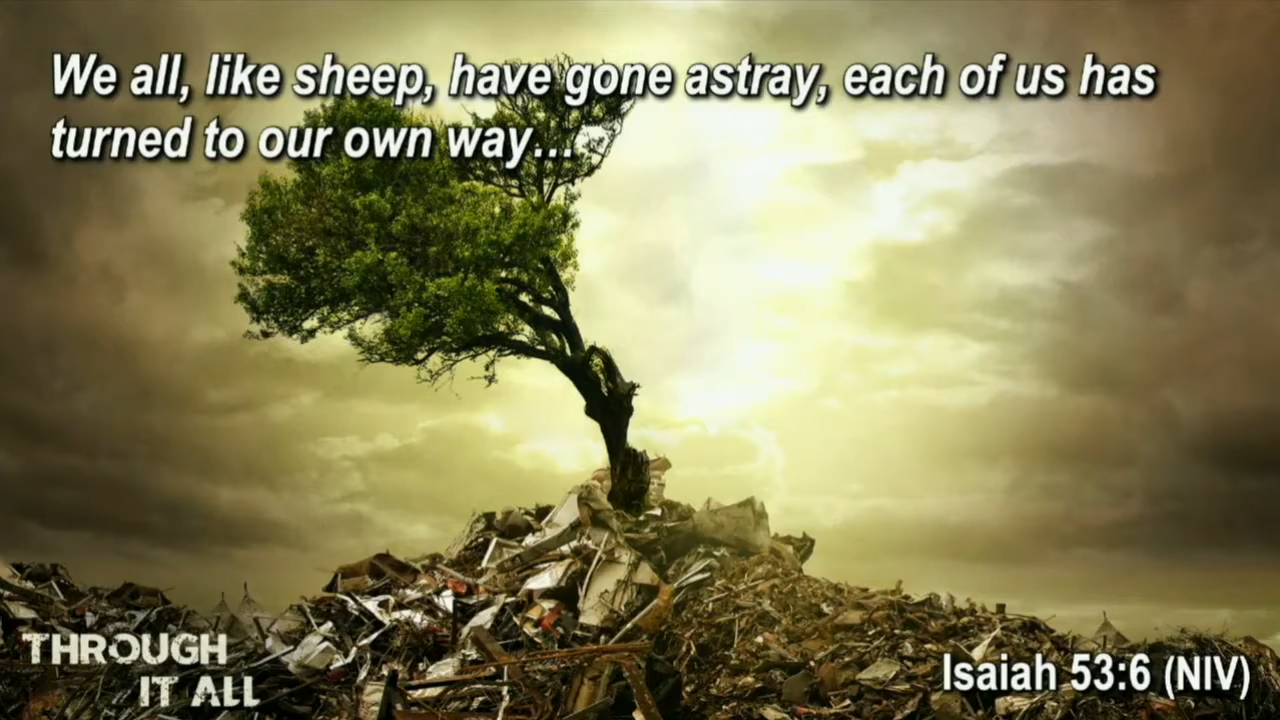 We all, like sheep, have gone astray, each of us has
turned to our own way...
THROUGH
IT ALL
Isaiah 53:6 (NIV)